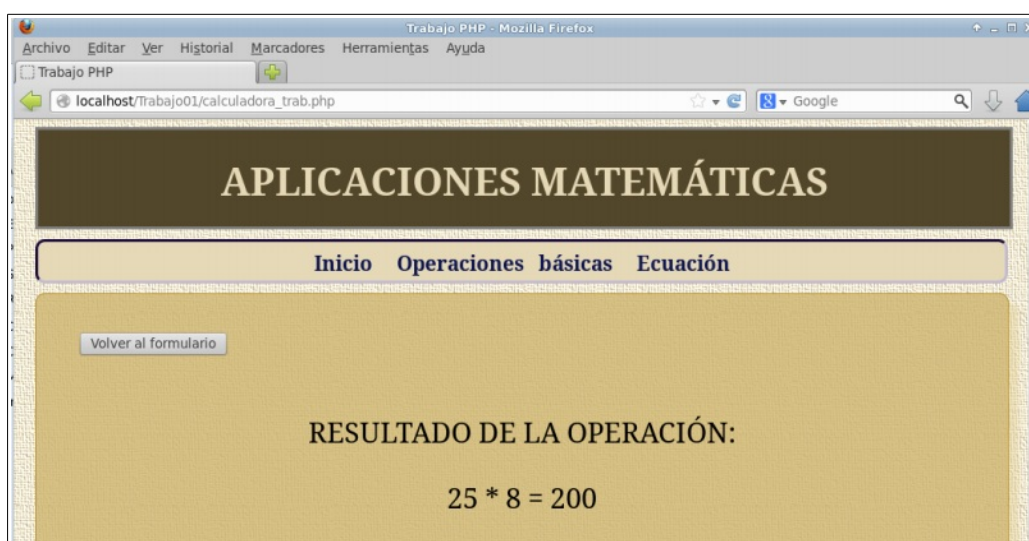 Trabajo PHP - Mozilla Firefox
Archivo Editar Ver Historial Marcadores Herramientas Ayuda
Trabajo PHP
localhost/Trabajo01/calculadora_trab.php
Google
APLICACIONES MATEMÁTICAS
Inicio Operaciones básicas Ecuación
Volver al formulario
RESULTADO DE LA OPERACIÓN:
25 * 8 = 200